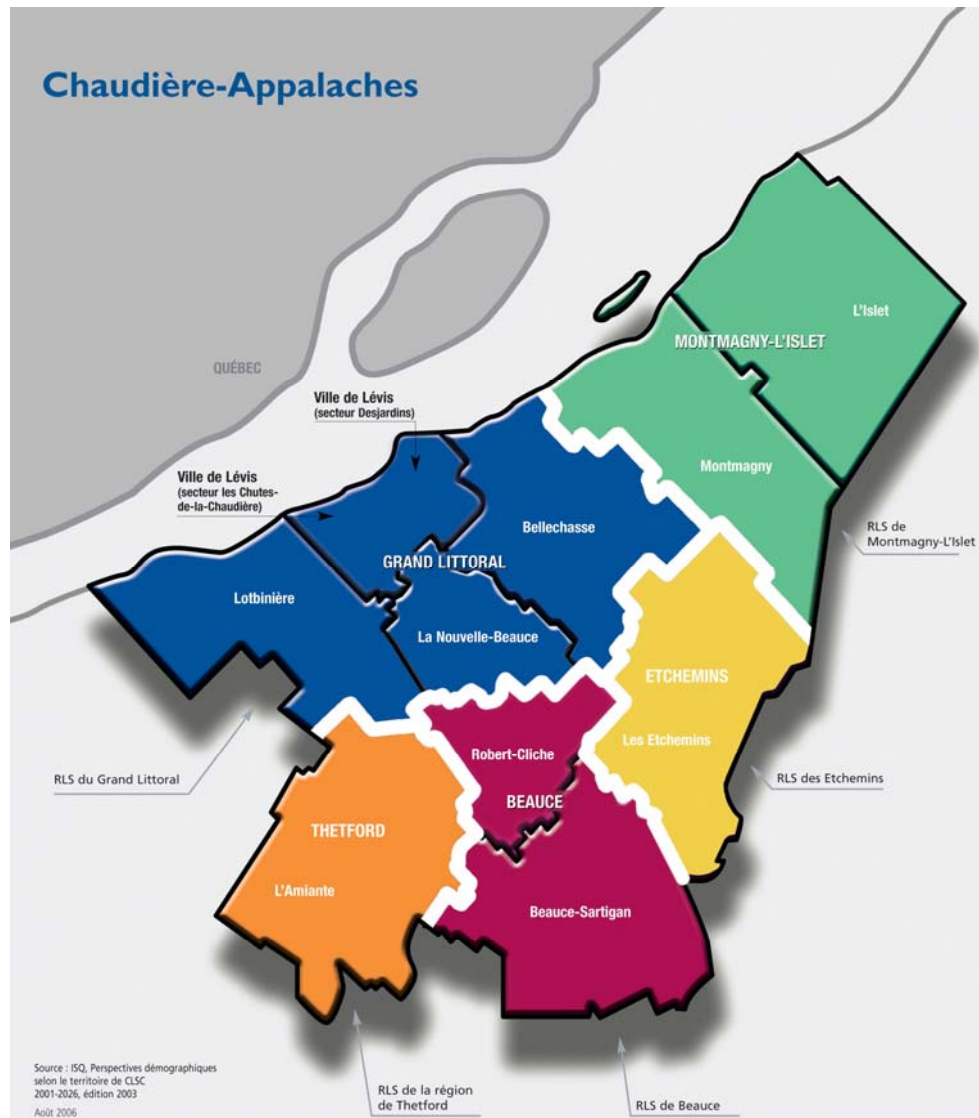 Chaudière-Appalaches
L'Islet
MONTMAGNY-L'ISLET
QUÉBEC
Ville de Lévis
(secteur Desjardins)
Montmagny
Ville de Lévis
(secteur les Chutes-
de-la-Chaudière)
Bellechasse
RLS de
Montmagny-L'Islet
GRAND LITTORAL
Lotbinière
La Nouvelle-Beauce
ETCHEMINS
Les Etchemins
Robert-Cliche
RLS du Grand Littoral
RLS des Etchemins
BEAUCE
THETFORD
L'Amiante
Beauce-Sartigan
Source : ISQ, Perspectives démographiques
selon le territoire de CLSC
2001-2026, édition 2003
Août 2006
RLS de la région
de Thetford
RLS de Beauce